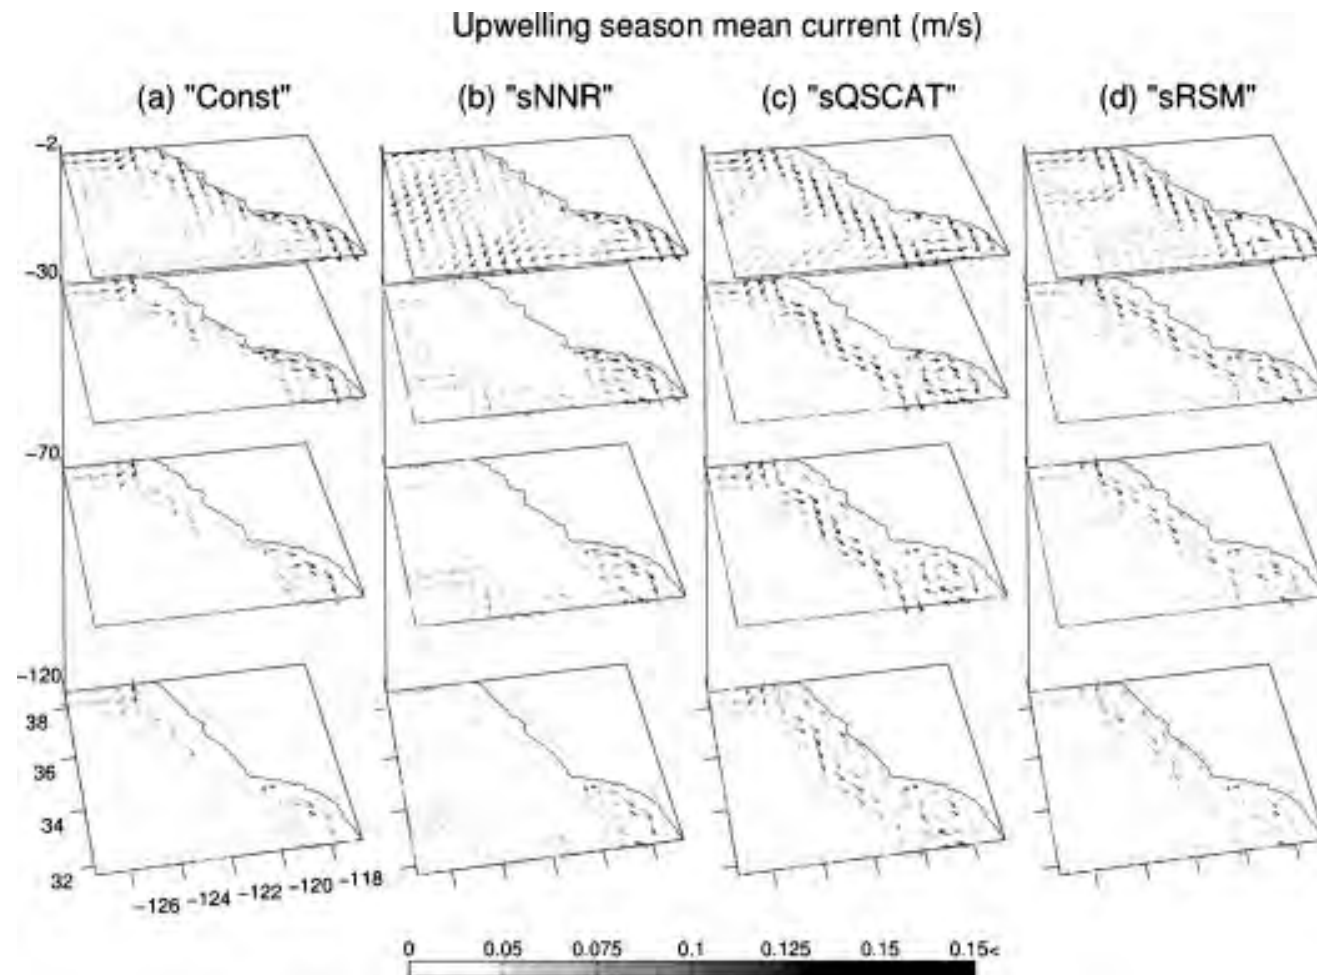 Upwelling season mean current (m/s)
(a) "Const" (b) "sNNR" (c) "sQSCAT" (d) "sRSM"
−2
−30
−70
−120
38
36
34
32
−126 −124 −122 −120 −118
0 0.05 0.075 0.1 0.125 0.15 0.15<